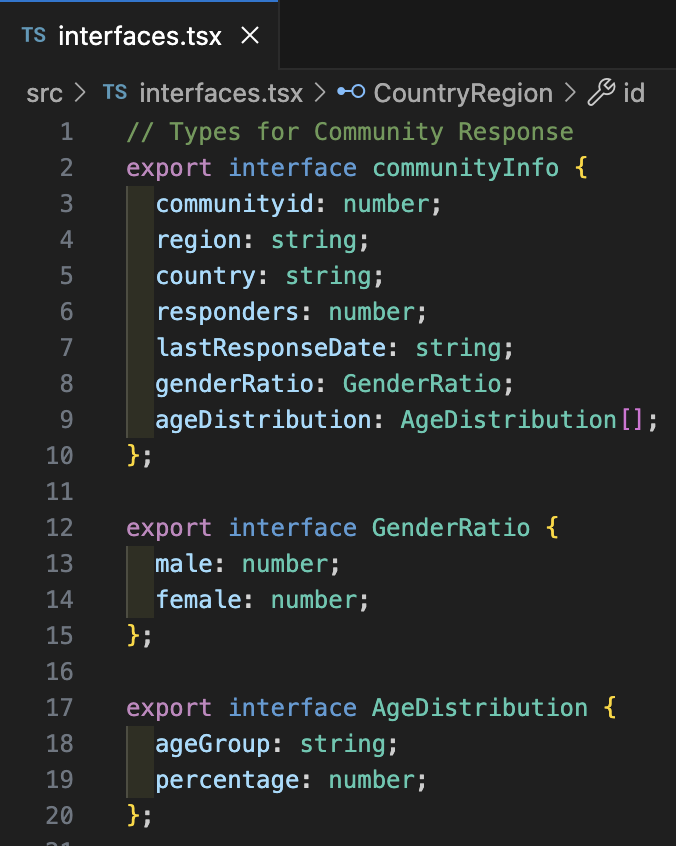 TS interfaces.tsx ×
src > TS interfaces.tsx > CountryRegion > id
1 // Types for Community Response
2 export interface communityInfo {
3 communityid: number;
4 region: string;
5 country: string;
6 responders: number;
7 lastResponseDate: string;
8 genderRatio: GenderRatio;
9 ageDistribution: AgeDistribution[];
10 };
11
12 export interface GenderRatio {
13 male: number;
14 female: number;
15 };
16
17 export interface AgeDistribution {
18 ageGroup: string;
19 percentage: number;
20 };
21